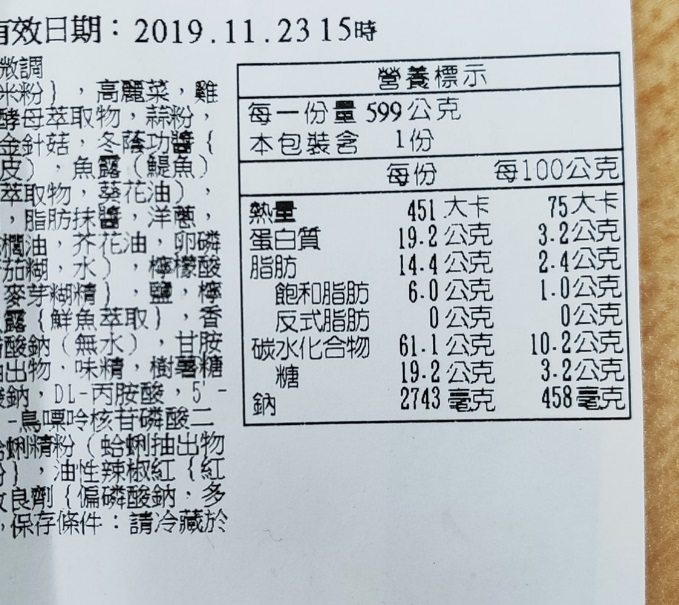 有效日期：2019.11.23 15時
微調
米粉}，高麗菜，雞
酵母萃取物，蒜粉，
金針菇，冬蔭功醬{
皮)，魚露(鯷魚)
萃取物，葵花油)，
，脂肪抹醬，洋蔥，
欖油，芥花油，卵磷
茄糊，水)，檸檬酸
麥芽糊精}，鹽，檸
露{鮮魚萃取}，香
酸鈉(無水)，甘胺
抽出物，味精，樹薯糖
酸鈉，DL-丙胺酸，5'-
-鳥嘌呤核苷磷酸二
蛤蜊精粉(蛤蜊抽出物
粉}，油性辣椒紅{紅
改良劑{偏磷酸鈉，多
，保存條件：請冷藏於
營養標示
每一份量 599公克
本包裝含 1份
每份 每100公克
熱量 451 大卡 75大卡
蛋白質 19.2 公克 3.2公克
脂肪 14.4 公克 2.4公克
飽和脂肪 6.0公克 1.0公克
反式脂肪 0公克 0公克
碳水化合物 61.1 公克 10.2公克
糖 19.2 公克 3.2公克
鈉 2743 毫克 458毫克